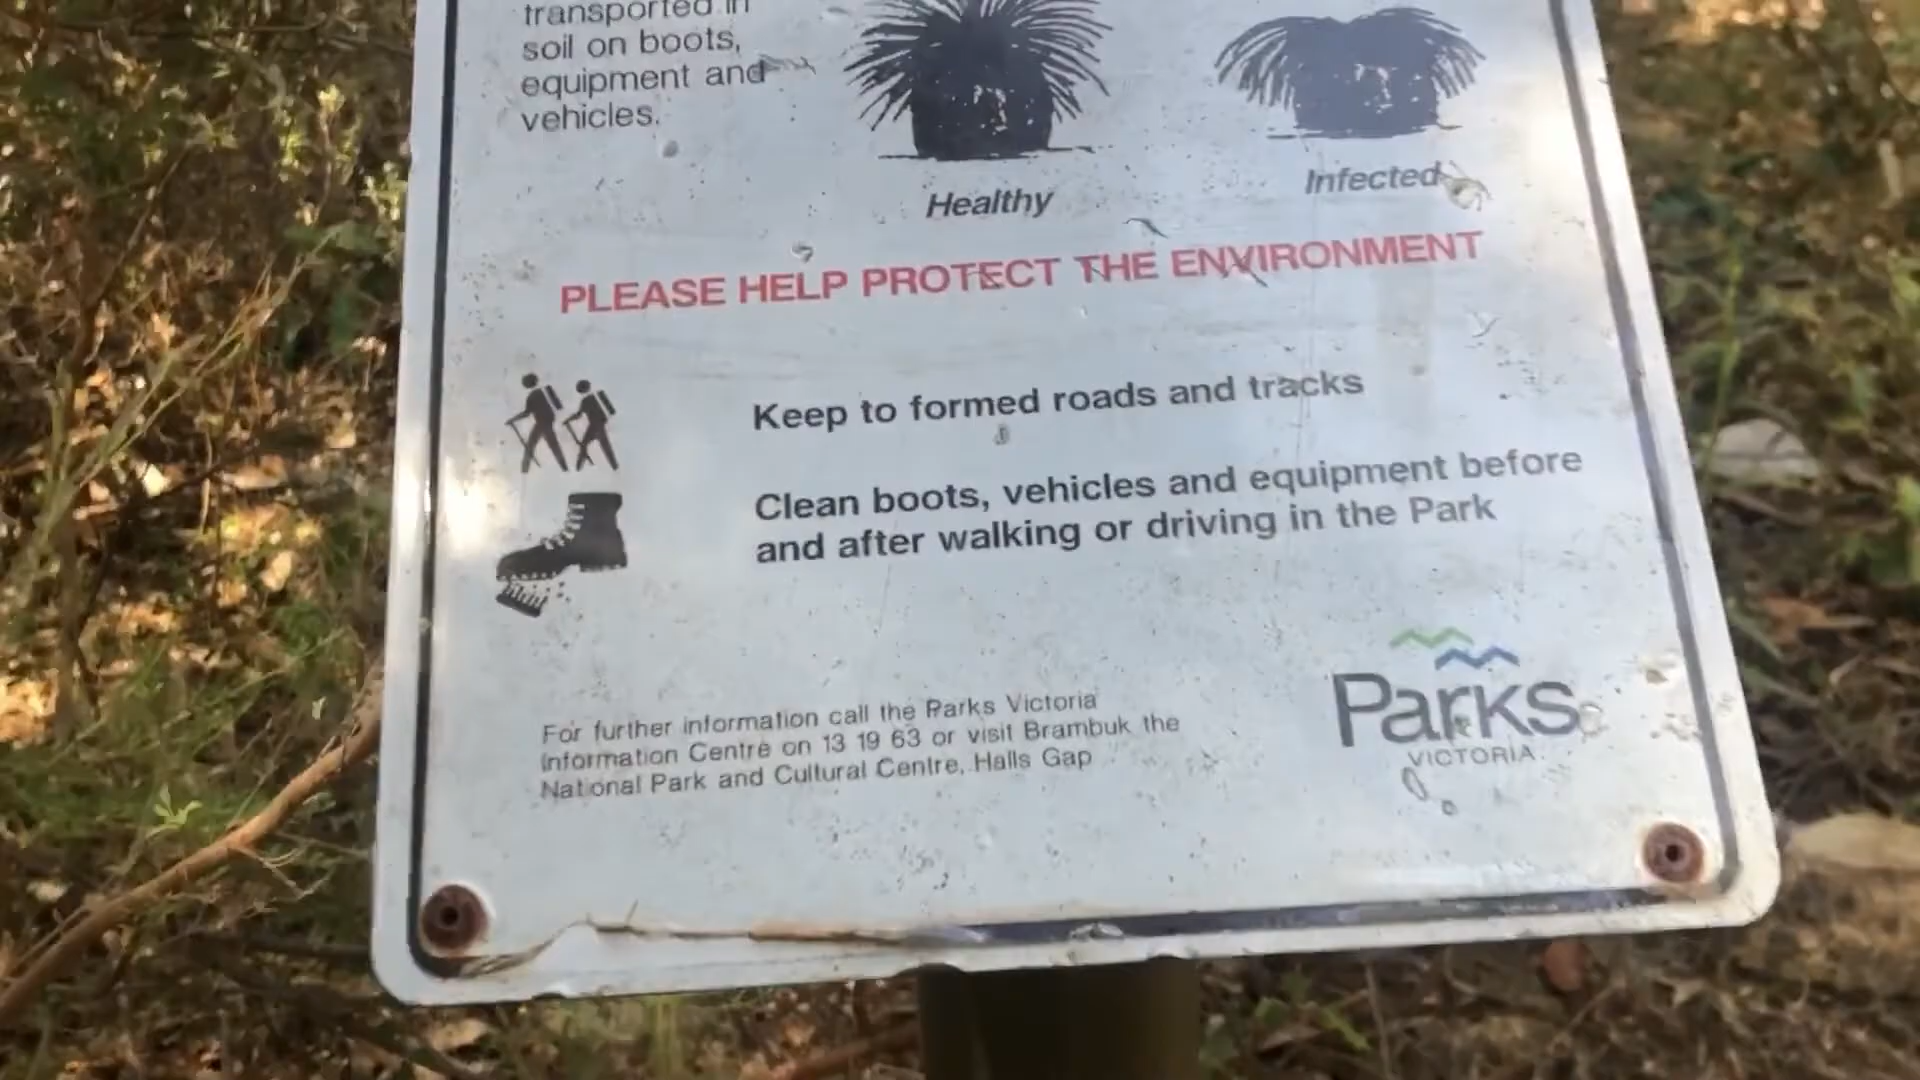 transported in
soil on boots,
equipment and
vehicles.
Healthy
Infected
PLEASE HELP PROTECT THE ENVIRONMENT
Keep to formed roads and tracks
Clean boots, vehicles and equipment before
and after walking or driving in the Park
For further information call the Parks Victoria
Information Centre on 13 19 63 or visit Brambuk the
National Park and Cultural Centre, Halls Gap
Parks
VICTORIA